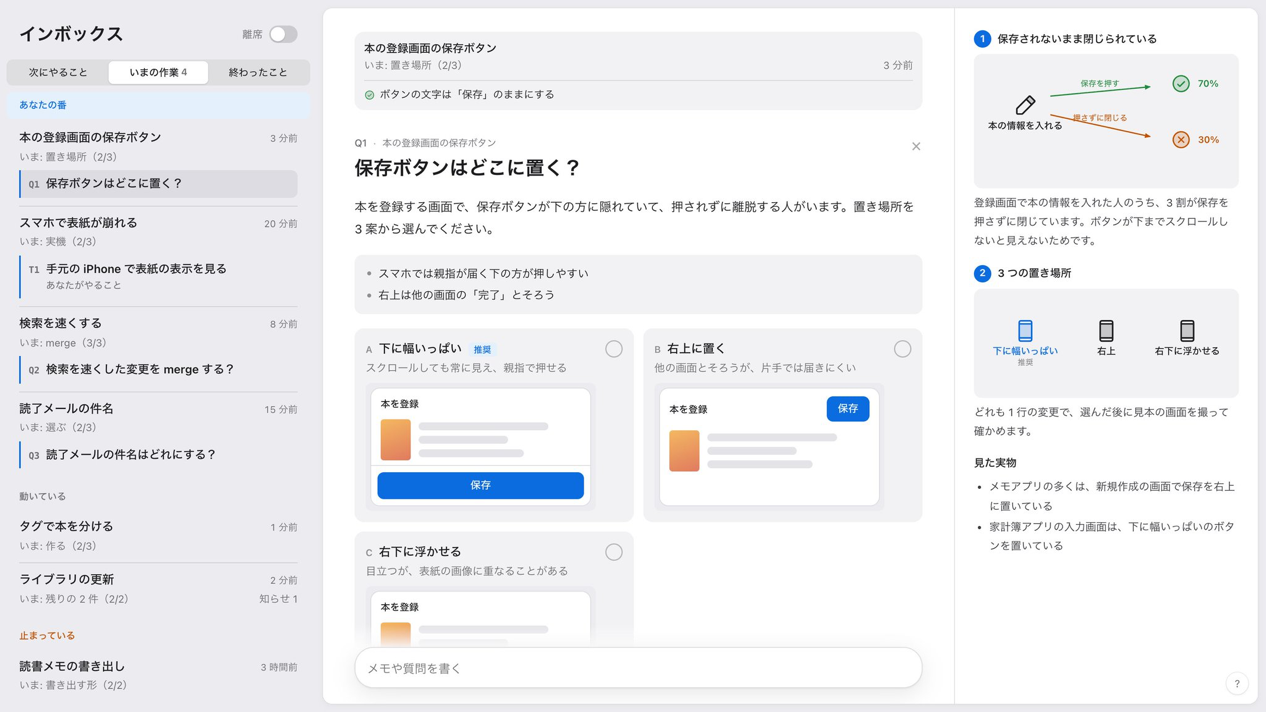 インボックス
離席
次にやること
いまの作業 4
終わったこと
あなたの番
本の登録画面の保存ボタン
3 分前
いま: 置き場所（2/3）
Q1 保存ボタンはどこに置く？
スマホで表紙が崩れる
20 分前
いま: 実機（2/3）
T1 手元の iPhone で表紙の表示を見る
あなたがやること
検索を速くする
8 分前
いま: merge（3/3）
Q2 検索を速くした変更を merge する？
読了メールの件名
15 分前
いま: 選ぶ（2/3）
Q3 読了メールの件名はどれにする？
動いている
タグで本を分ける
1 分前
いま: 作る（2/3）
ライブラリの更新
2 分前
いま: 残りの 2 件（2/2）
知らせ 1
止まっている
読書メモの書き出し
3 時間前
いま: 書き出す形（2/2）
本の登録画面の保存ボタン
いま: 置き場所（2/3）
3 分前
ボタンの文字は「保存」のままにする
Q1 · 本の登録画面の保存ボタン
保存ボタンはどこに置く？
本を登録する画面で、保存ボタンが下の方に隠れていて、押されずに離脱する人がいます。置き場所を
3 案から選んでください。
• スマホでは親指が届く下の方が押しやすい
• 右上は他の画面の「完了」とそろう
A 下に幅いっぱい 推奨
スクロールしても常に見え、親指で押せる
本を登録
保存
B 右上に置く
他の画面とそろうが、片手では届きにくい
本を登録
保存
C 右下に浮かせる
目立つが、表紙の画像に重なることがある
本を登録
メモや質問を書く
1 保存されないまま閉じられている
保存を押す
70%
本の情報を入れる
押さずに閉じる
30%
登録画面で本の情報を入れた人のうち、3 割が保存を
押さずに閉じています。ボタンが下までスクロールし
ないと見えないためです。
2 3 つの置き場所
下に幅いっぱい
推奨
右上
右下に浮かせる
どれも 1 行の変更で、選んだ後に見本の画面を撮って
確かめます。
見た実物
• メモアプリの多くは、新規作成の画面で保存を右上
に置いている
• 家計簿アプリの入力画面は、下に幅いっぱいのボタ
ンを置いている
?